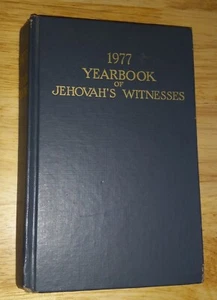 1977
YEARBOOK
OF
JEHOVAH'S WITNESSES